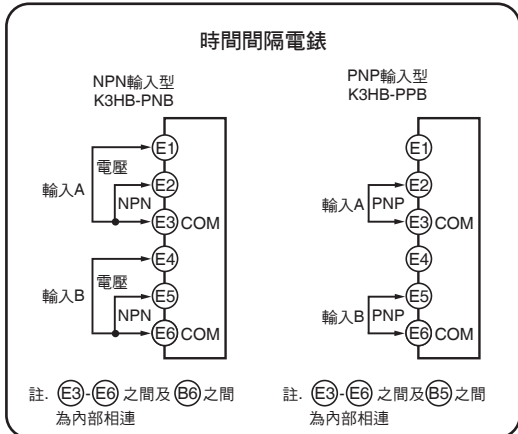 時間間隔電錶
NPN輸入型
K3HB-PNB
E1
電壓
E2
輸入A
NPN
E3 COM
E4
電壓
E5
輸入B
NPN
E6 COM
註. E3-E6 之間及 B6 之間
為內部相連
PNP輸入型
K3HB-PPB
E1
E2
輸入A PNP
E3 COM
E4
E5
輸入B PNP
E6 COM
註. E3-E6 之間及B5之間
為內部相連